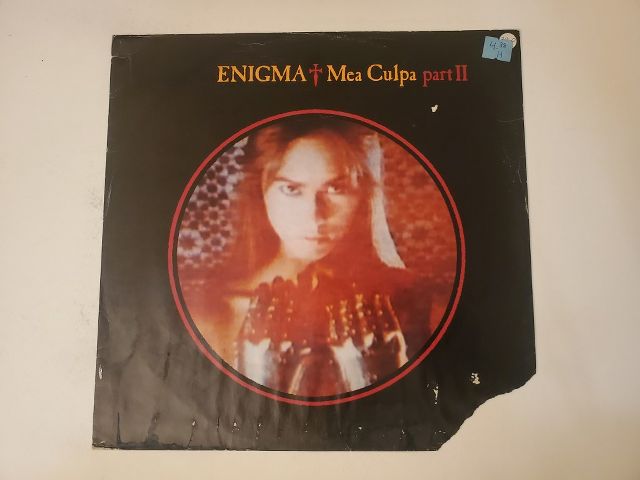 ENIGMA † Mea Culpa part II